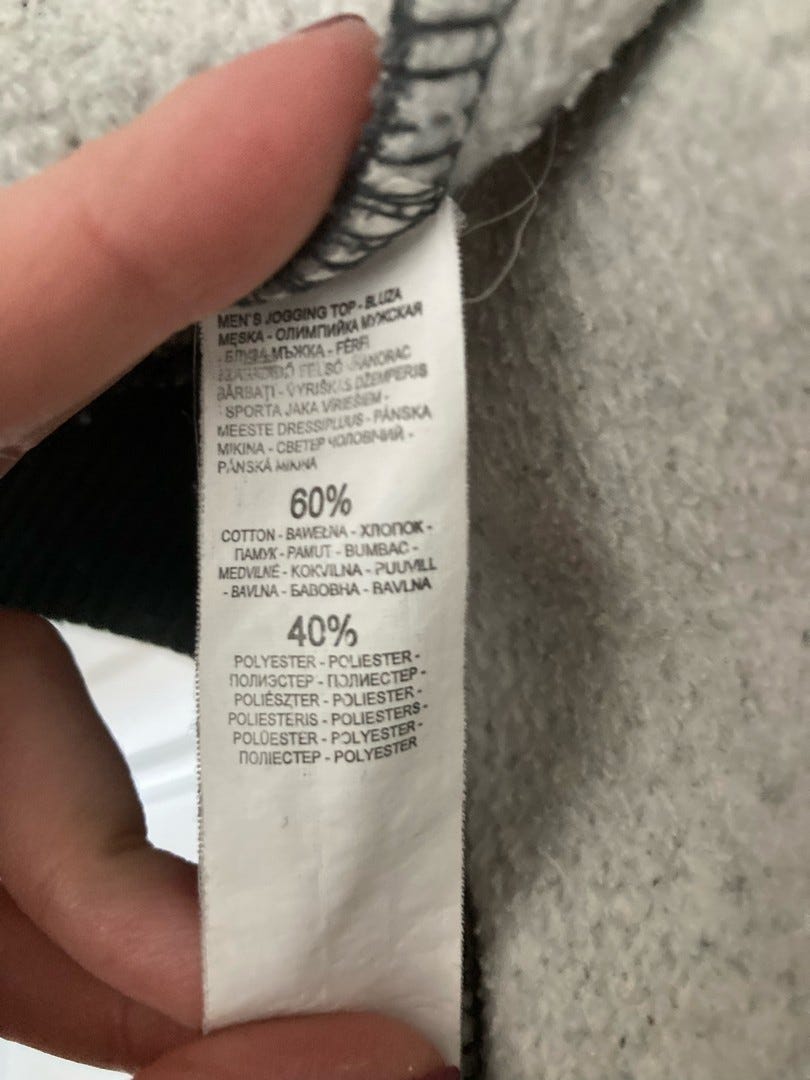 MEN'S JOGGING TOP - BLUZA
MĘSKA - ОЛИМПИЙКА МУЖСКАЯ
- БЛУЗА МЪЖКА - FÉRFI
FELSŐ - HANORAC
BĂRBAȚI - VYRIŠKAS DŽEMPERIS
- SPORTA JAKA VĪRIEŠIEM -
MEESTE DRESSIPLUUS - PÁNSKA
MIKINA - СВЕТЕР ЧОЛОВІЧИЙ -
PÁNSKÁ MIKINA
60%
COTTON - BAWEŁNA - ХЛОПОК -
ПАМУК - PAMUT - BUMBAC -
MEDVILNĖ - KOKVILNA - PUUVILL
- BAVLNA - БАВОВНА - BAVLNA
40%
POLYESTER - POLIESTER -
ПОЛИЭСТЕР - ПОЛИЕСТЕР -
POLIÉSZTER - POLIESTER -
POLIESTERIS - POLIESTERS -
POLÜESTER - POLYESTER -
ПОЛІЕСТЕР - POLYESTER